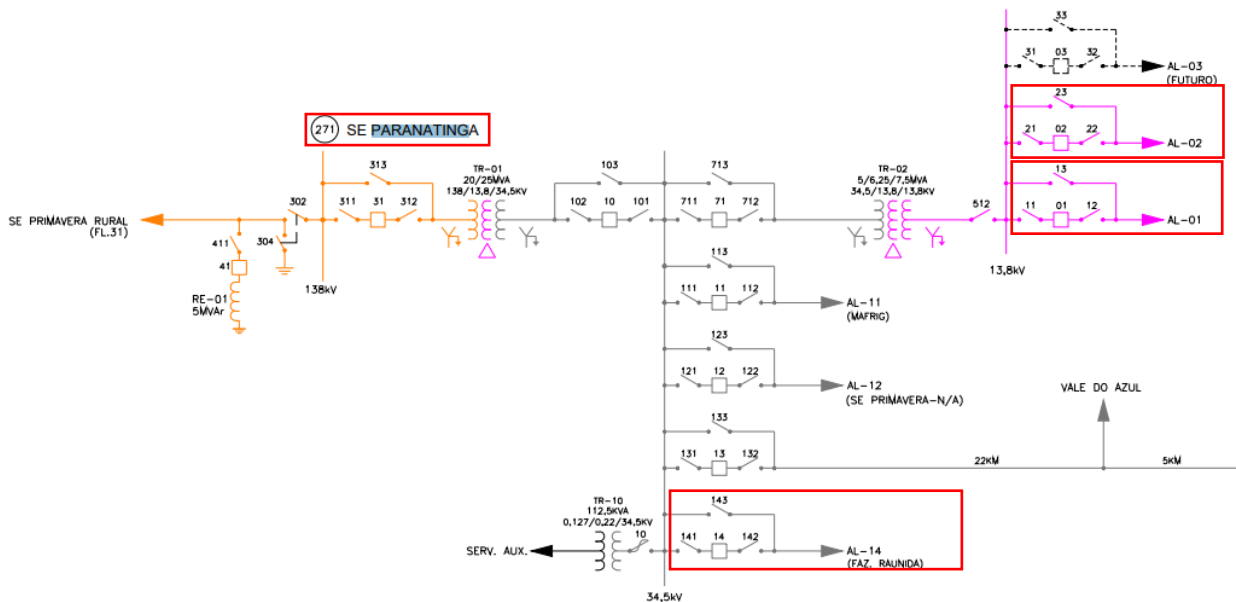 33
31
03
32
AL-03
(FUTURO)
23
21
02
22
AL-02
271
SE PARANATINGA
313
TR-01
20/25MVA
138/13,8/34,5KV
103
713
TR-02
5/6,25/7,5MVA
34,5/13,8/13,8KV
13
SE PRIMAVERA RURAL
(FL.31)
302
311
31
312
102
10
101
711
71
712
512
11
01
12
AL-01
411
304
41
138kV
13,8kV
RE-01
5MVAr
113
111
11
112
AL-11
(MAFRIG)
123
121
12
122
AL-12
(SE PRIMAVERA-N/A)
VALE DO AZUL
133
131
13
132
22KM
5KM
TR-10
112,5KVA
0,127/0,22/34,5KV
10
143
SERV. AUX.
141
14
142
AL-14
(FAZ. RAUNIDA)
34,5kV